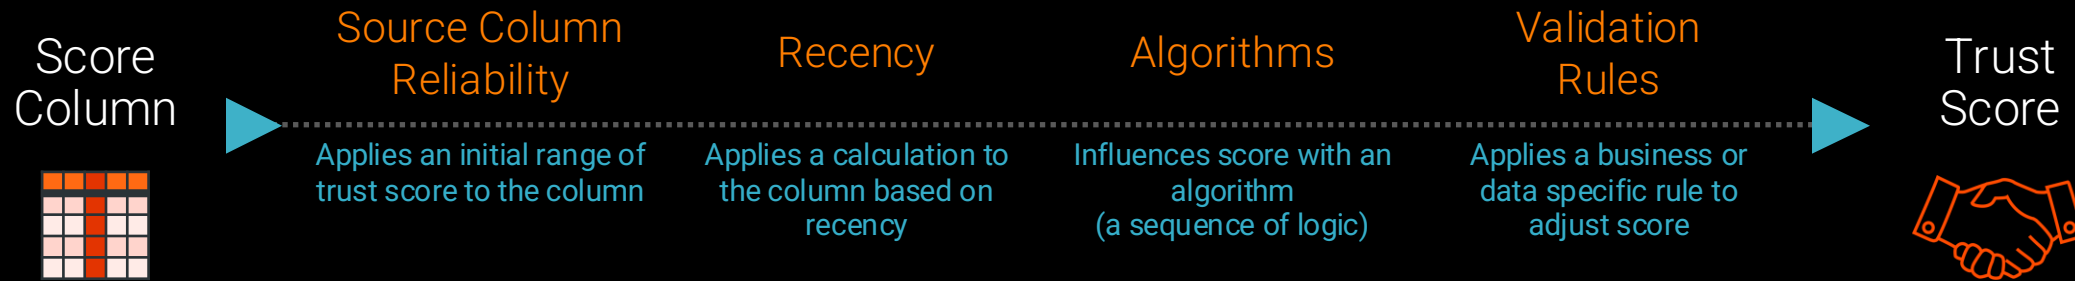 Score
Column
Source Column
Reliability
Applies an initial range of
trust score to the column
Recency
Applies a calculation to
the column based on
recency
Algorithms
Influences score with an
algorithm
(a sequence of logic)
Validation
Rules
Applies a business or
data specific rule to
adjust score
Trust
Score